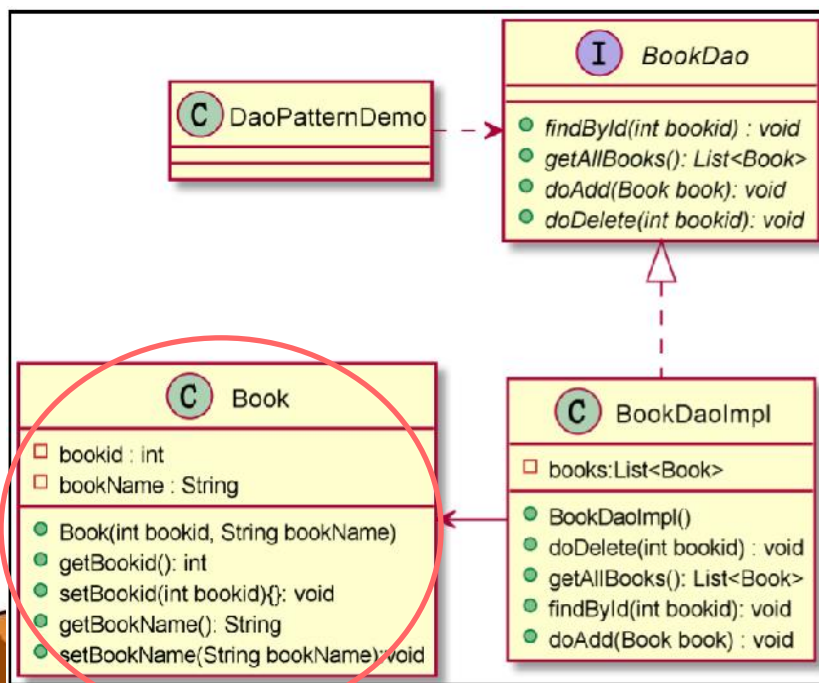 I BookDao
findById(int bookid) : void
getAllBooks(): List<Book>
doAdd(Book book): void
doDelete(int bookid): void
C DaoPatternDemo
C Book
bookid : int
bookName : String
Book(int bookid, String bookName)
getBookid(): int
setBookid(int bookid){}: void
getBookName(): String
setBookName(String bookName):void
C BookDaoImpl
books:List<Book>
BookDaoImpl()
doDelete(int bookid) : void
getAllBooks(): List<Book>
findById(int bookid): void
doAdd(Book book) : void